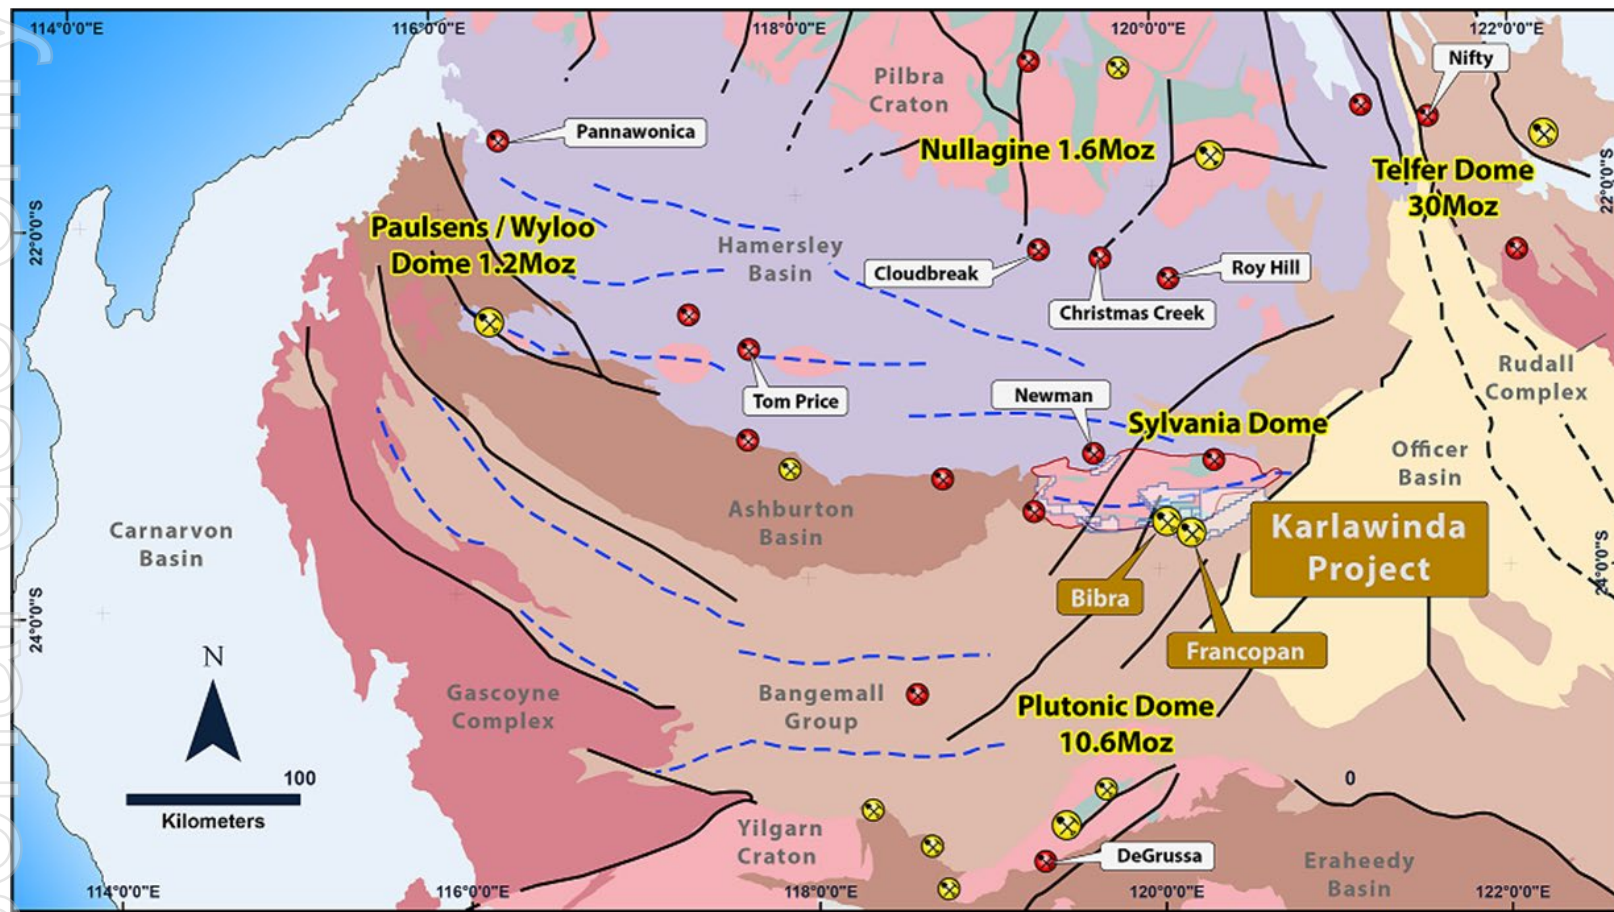 114°0'0"E
116°0'0"E
118°0'0"E
120°0'0"E
122°0'0"E
Nifty
Pilbra
Craton
Pannawonica
Nullagine 1.6Moz
Telfer Dome
30Moz
22°0'0"S
22°0'0"S
Paulsens / Wyloo
Dome 1.2Moz
Hamersley
Basin
Cloudbreak
Roy Hill
Christmas Creek
Rudall
Complex
Tom Price
Newman
Sylvania Dome
Officer
Basin
Ashburton
Basin
Carnarvon
Basin
Karlawinda
Project
24°0'0"S
24°0'0"S
Bibra
Francopan
N
Gascoyne
Complex
Bangemall
Group
Plutonic Dome
10.6Moz
100
0
Kilometers
Yilgarn
Craton
DeGrussa
Eraheedy
Basin
114°0'0"E
116°0'0"E
118°0'0"E
120°0'0"E
122°0'0"E